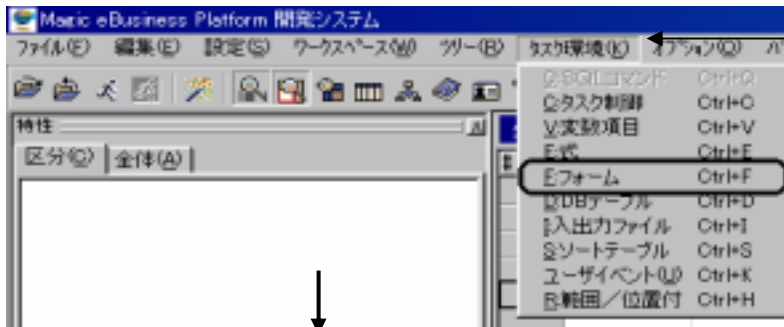 Magic eBusiness Platform 開発システム
ファイル(F) 編集(E) 設定(S) ワークスペース(W) ツリー(B) タスク環境(K) オプション(O)
特性
区分(C) 全体(A)
Q:SQLコマンド Ctrl+Q
C:タスク制御 Ctrl+C
V:変数項目 Ctrl+V
E:式 Ctrl+E
F:フォーム Ctrl+F
D:DBテーブル Ctrl+D
I:入出力ファイル Ctrl+I
S:ソートテーブル Ctrl+S
ユーザイベント(U) Ctrl+K
R:範囲/位置付 Ctrl+H